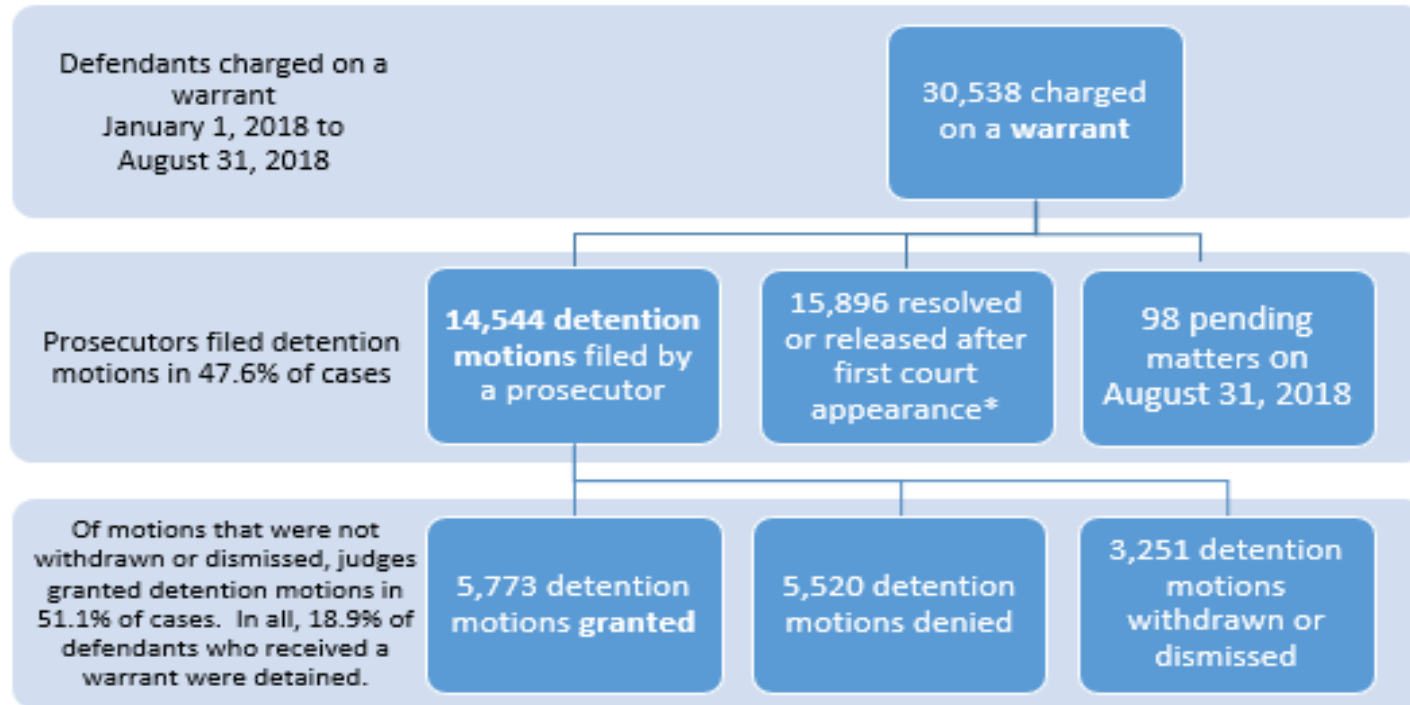 Defendants charged on a
warrant
January 1, 2018 to
August 31, 2018
30,538 charged
on a warrant
Prosecutors filed detention
motions in 47.6% of cases
14,544 detention
motions filed by
a prosecutor
15,896 resolved
or released after
first court
appearance*
98 pending
matters on
August 31, 2018
Of motions that were not
withdrawn or dismissed, judges
granted detention motions in
51.1% of cases.  In all, 18.9% of
defendants who received a
warrant were detained.
5,773 detention
motions granted
5,520 detention
motions denied
3,251 detention
motions
withdrawn or
dismissed